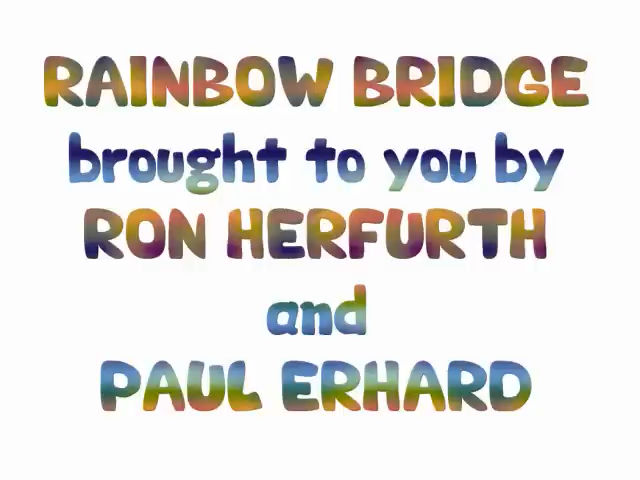 RAINBOW BRIDGE
brought to you by
RON HERFURTH
and
PAUL ERHARD